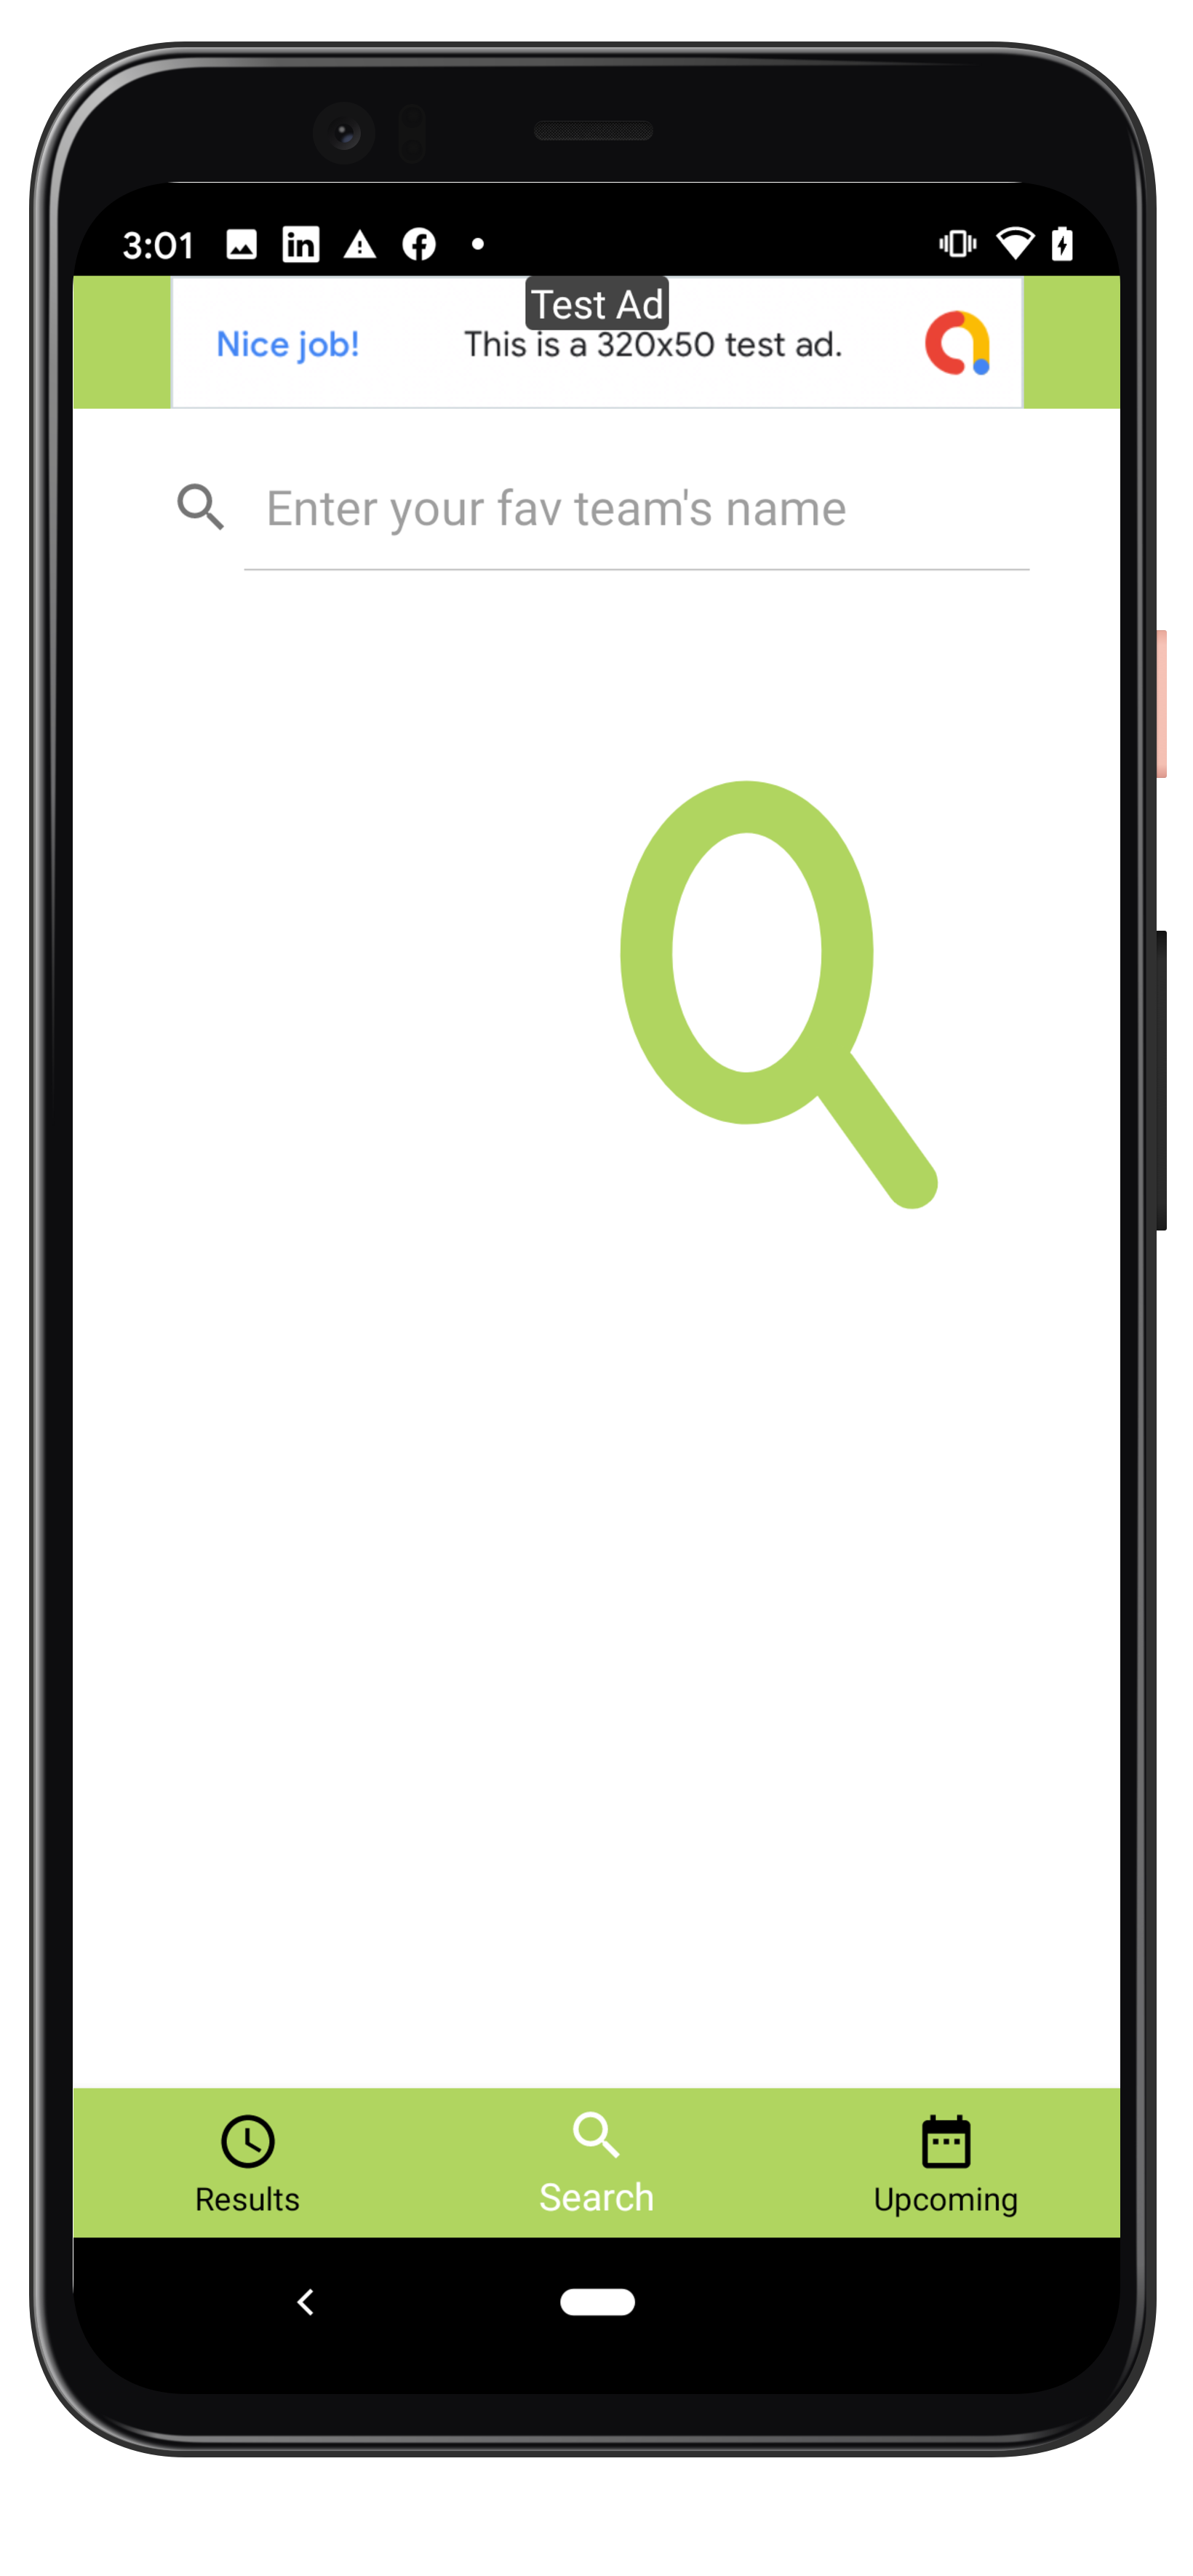 3:01
Test Ad
Nice job! This is a 320x50 test ad.
Enter your fav team's name
Results Search Upcoming